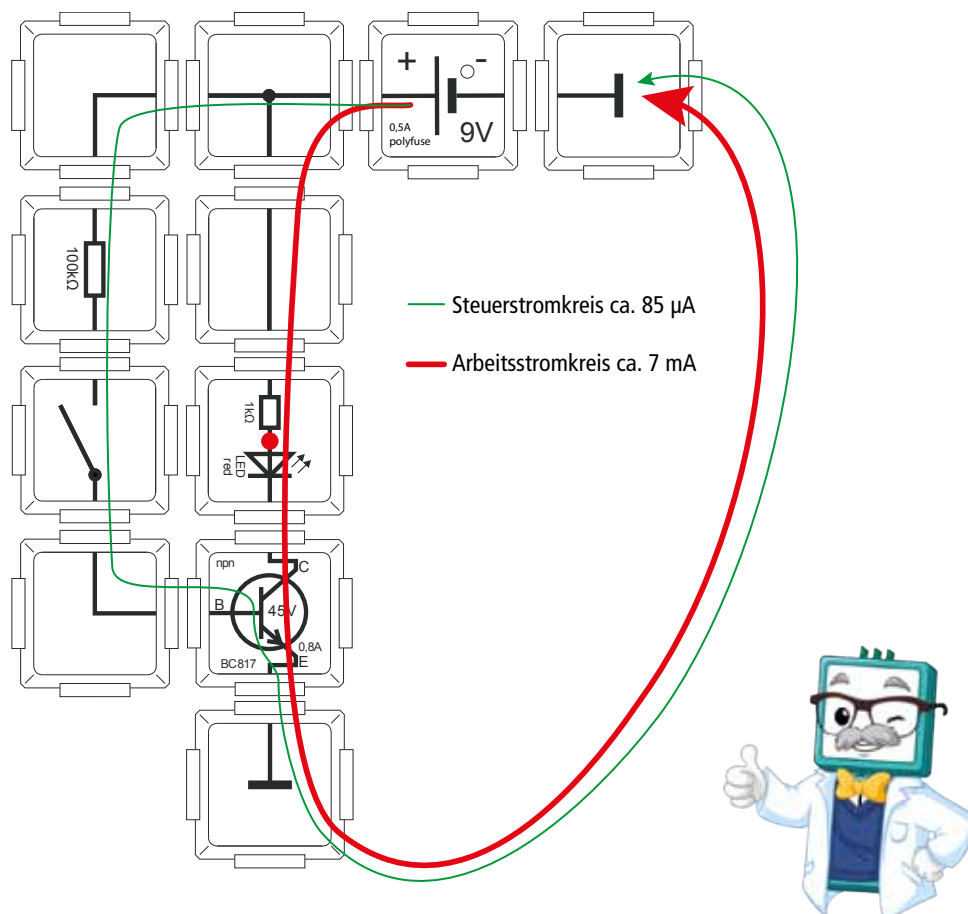 +
-
0,5A
polyfuse
9V
100kΩ
Steuerstromkreis ca. 85 µA
Arbeitsstromkreis ca. 7 mA
1kΩ
LED
red
npn
C
B
45V
0,8A
E
BC817